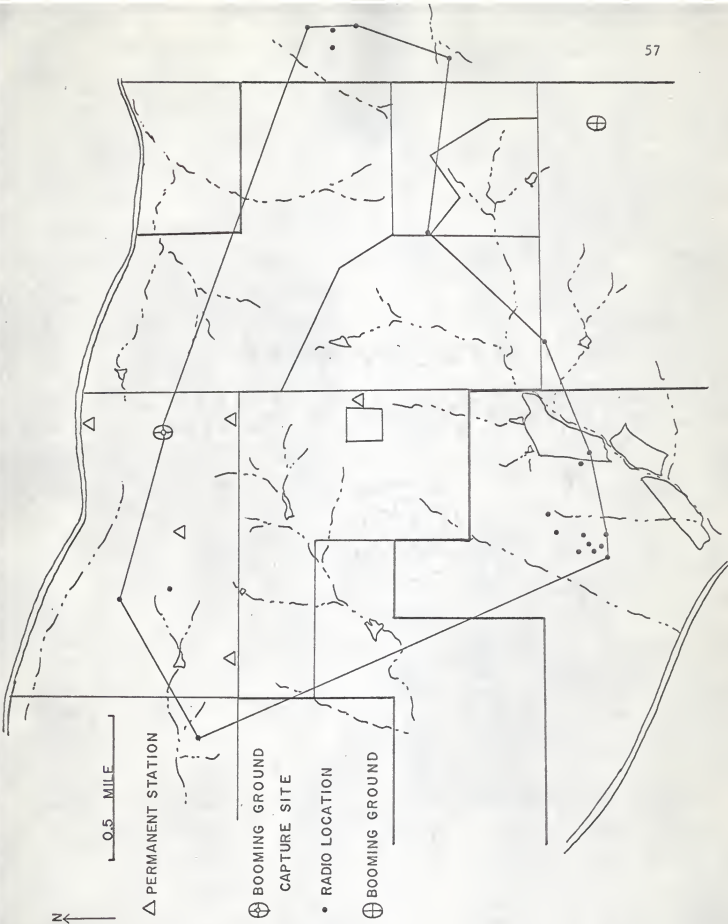 57
N
0.5 MILE
PERMANENT STATION
BOOMING GROUND
CAPTURE SITE
RADIO LOCATION
BOOMING GROUND